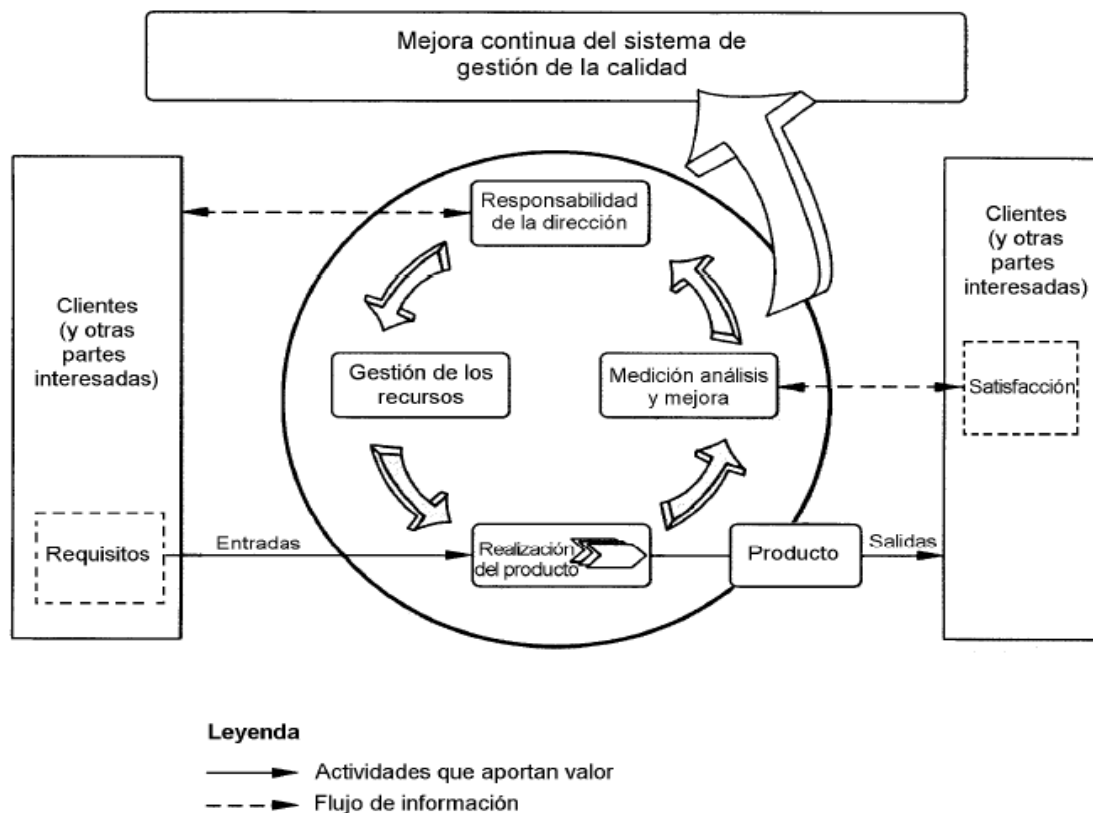 Mejora continua del sistema de
gestión de la calidad
Responsabilidad
de la dirección
Clientes
(y otras
partes
interesadas)
Clientes
(y otras
partes
interesadas)
Gestión de los
recursos
Medición análisis
y mejora
Satisfacción
Requisitos
Entradas
Realización
del producto
Producto
Salidas
Leyenda
Actividades que aportan valor
Flujo de información